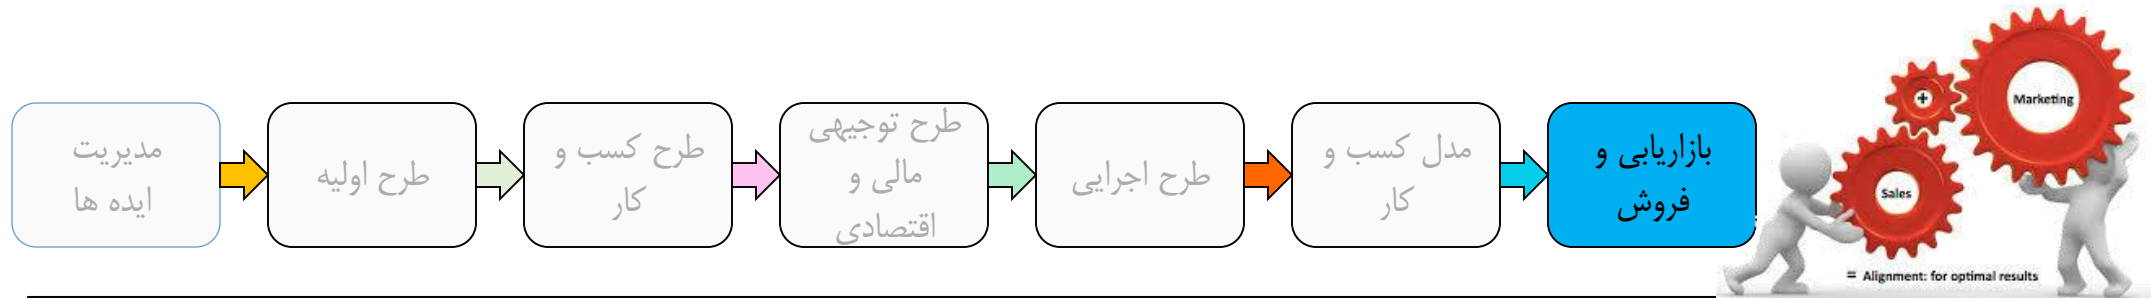 مدیریت
ایده ها
طرح اولیه
طرح کسب و
کار
طرح توجیهی
مالی و
اقتصادی
طرح اجرایی
مدل کسب و
کار
بازاریابی و
فروش
Marketing
+
Sales
= Alignment: for optimal results